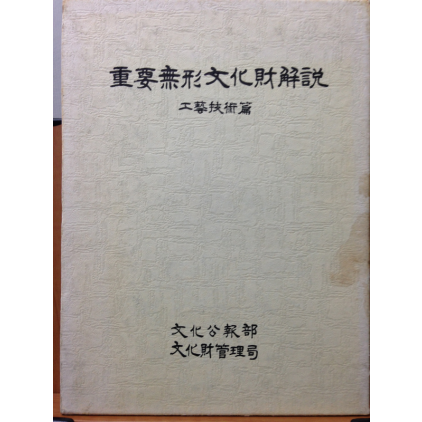 重要無形文化財解説
工藝技術篇
文化公報部
文化財管理局